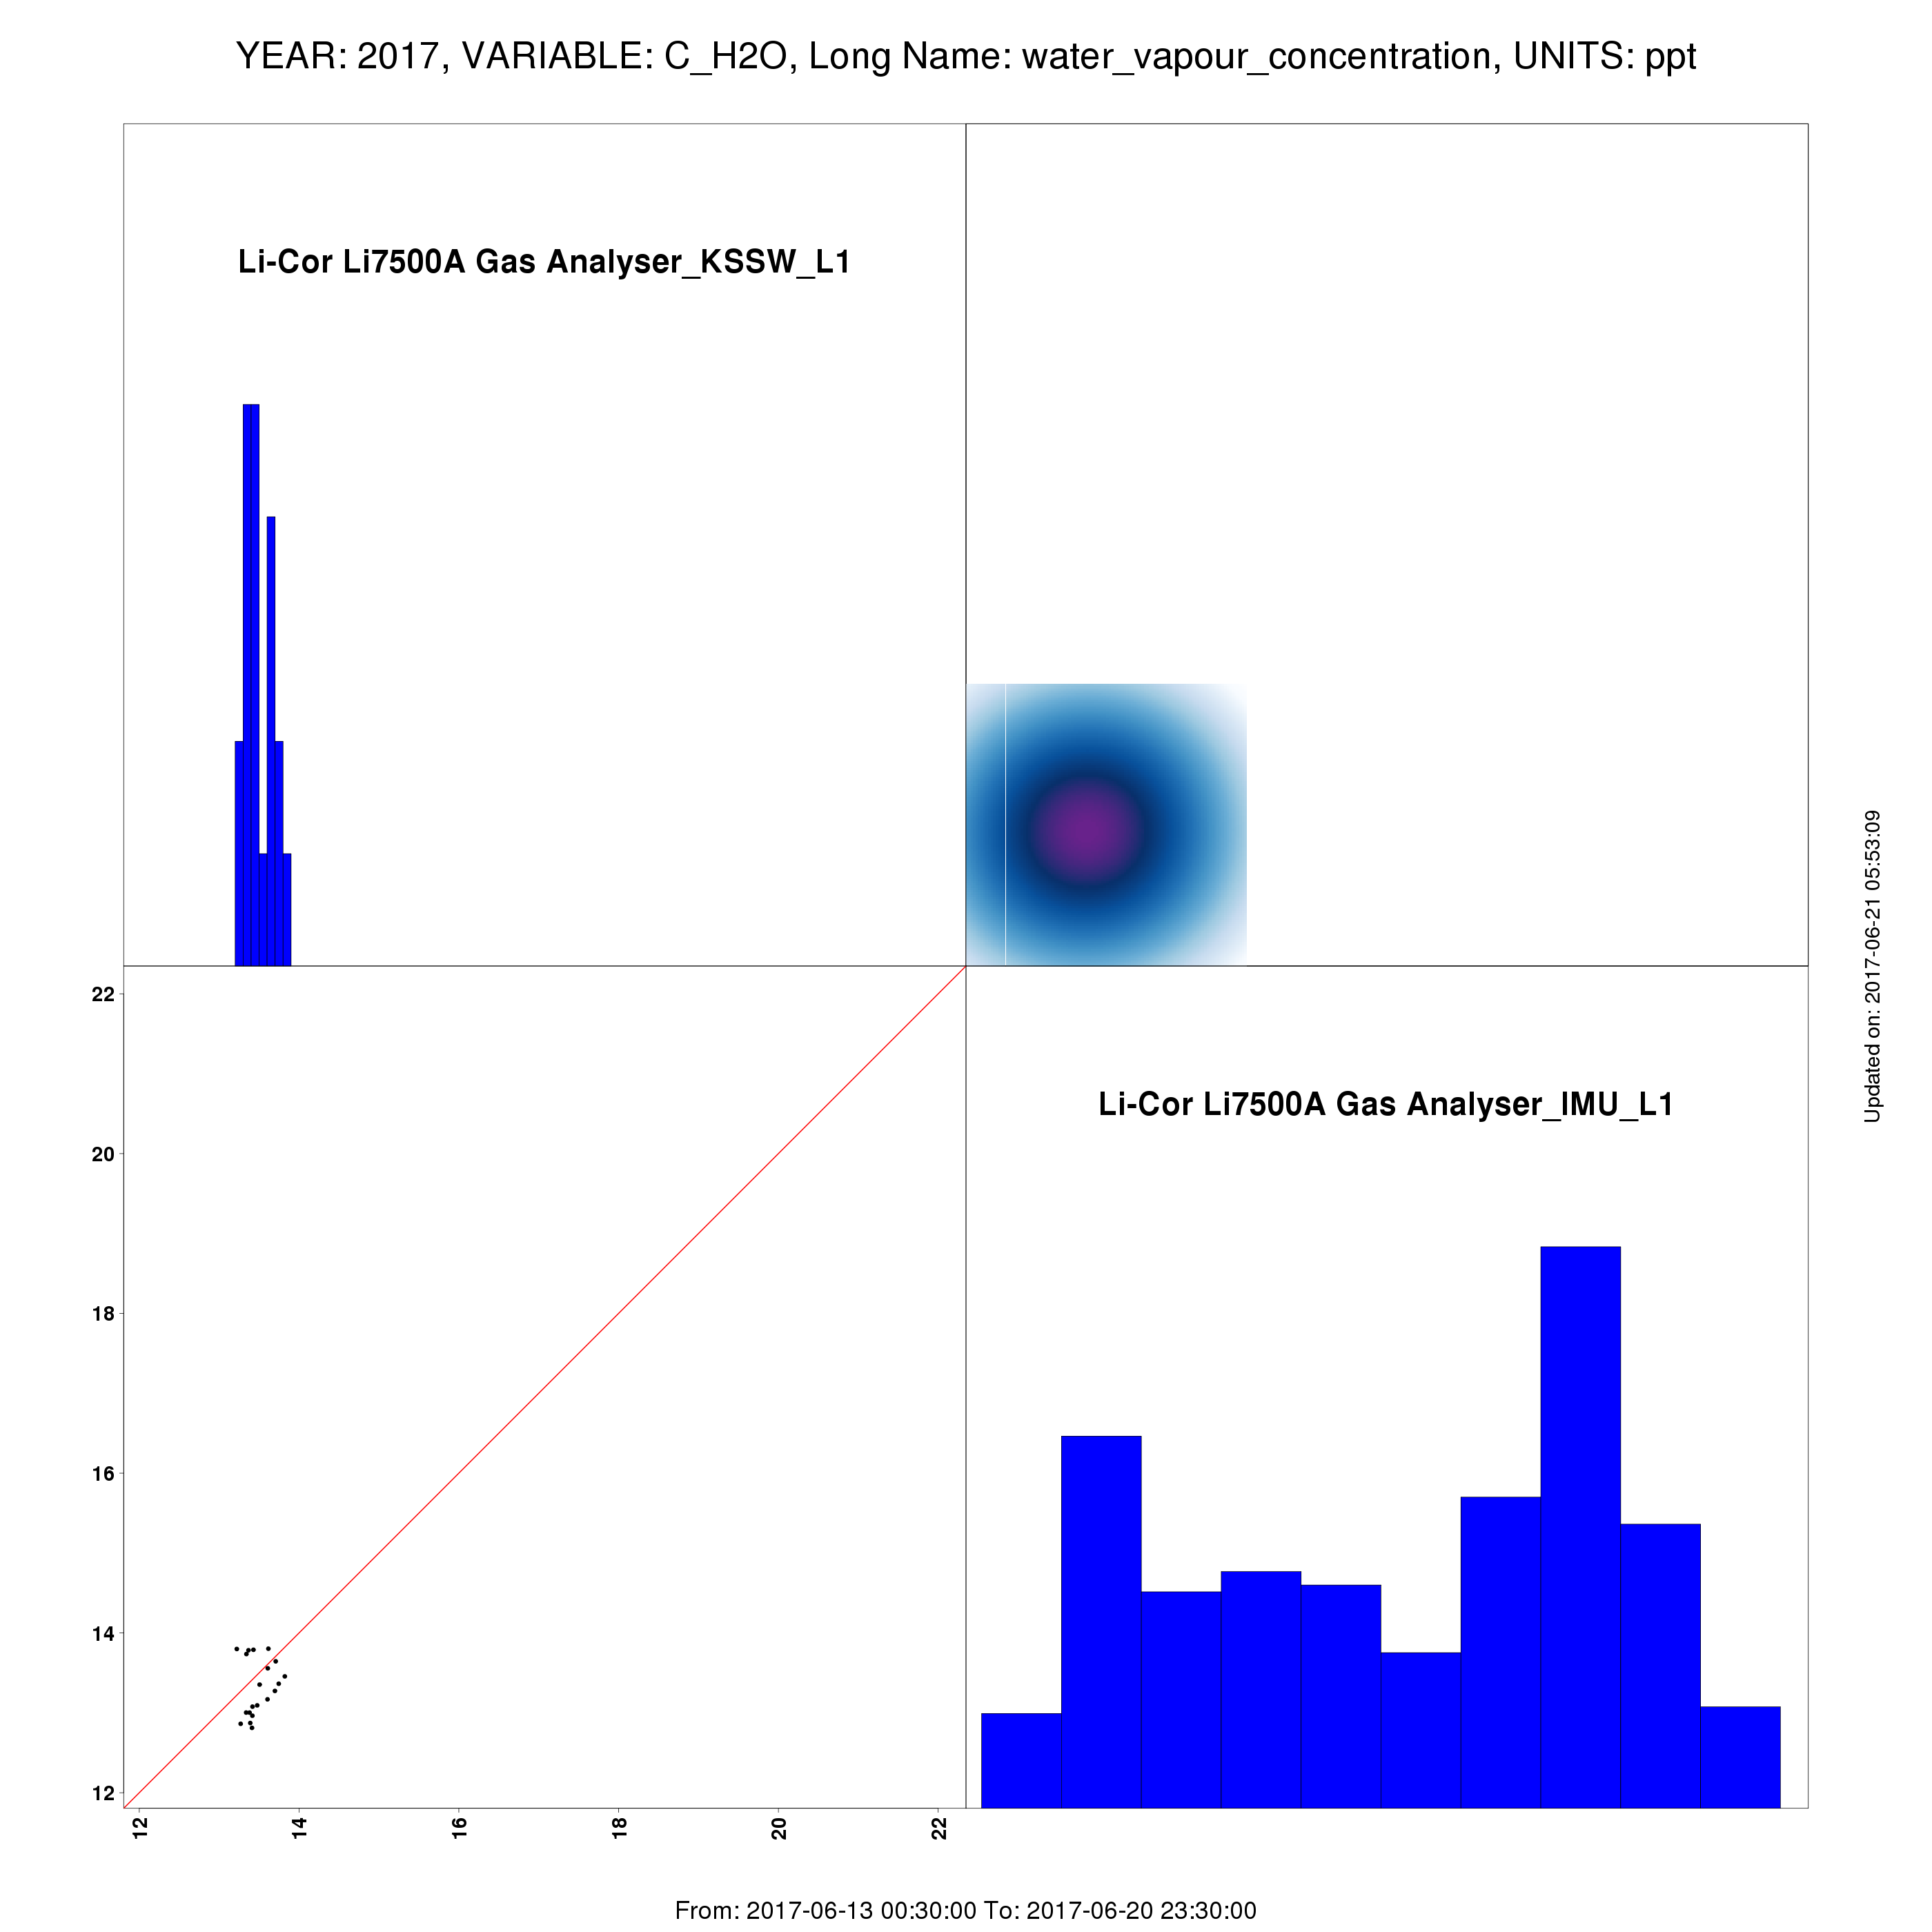 YEAR: 2017, VARIABLE: C_H2O, Long Name: water_vapour_concentration, UNITS: ppt
Li-Cor Li7500A Gas Analyser_KSSW_L1
Updated on: 2017-06-21 05:53:09
22
20
18
16
14
12
Li-Cor Li7500A Gas Analyser_IMU_L1
12
14
16
18
20
22
From: 2017-06-13 00:30:00 To: 2017-06-20 23:30:00